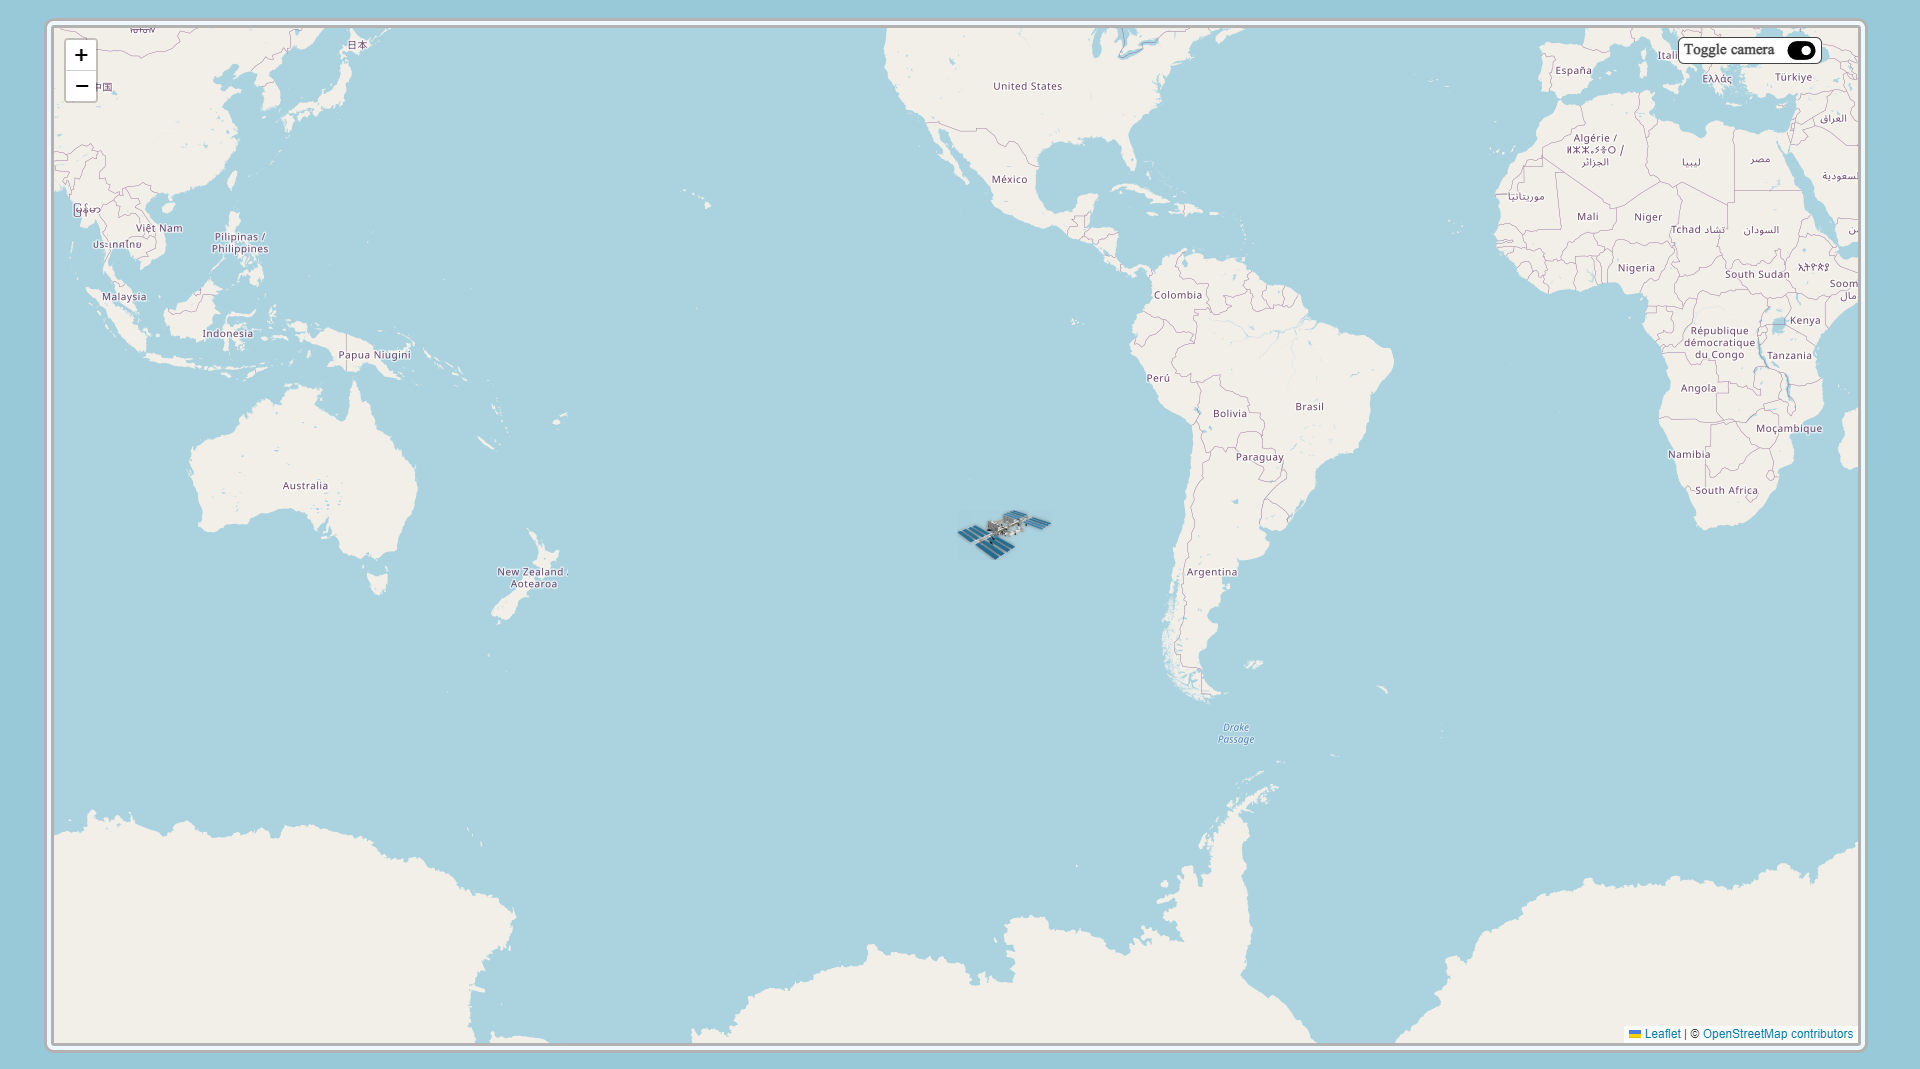 +
−
Toggle camera
日本
中国
United States
España
Ελλάς
Türkiye
العراق
Algérie /
ⵍⵣⵣⴰⵢⴻⵔ /
الجزائر
ليبيا
مصر
México
موريتانيا
မြန်မာ
Việt Nam
ประเทศไทย
Pilipinas /
Philippines
Mali
Niger
Tchad تشاد
السودان
Nigeria
South Sudan
ኢትዮጵያ
Malaysia
Colombia
Indonesia
Papua Niugini
Kenya
République
démocratique
du Congo
Tanzania
Perú
Angola
Bolivia
Brasil
Moçambique
Paraguay
Namibia
Australia
South Africa
New Zealand /
Aotearoa
Argentina
Drake
Passage
Leaflet | © OpenStreetMap contributors